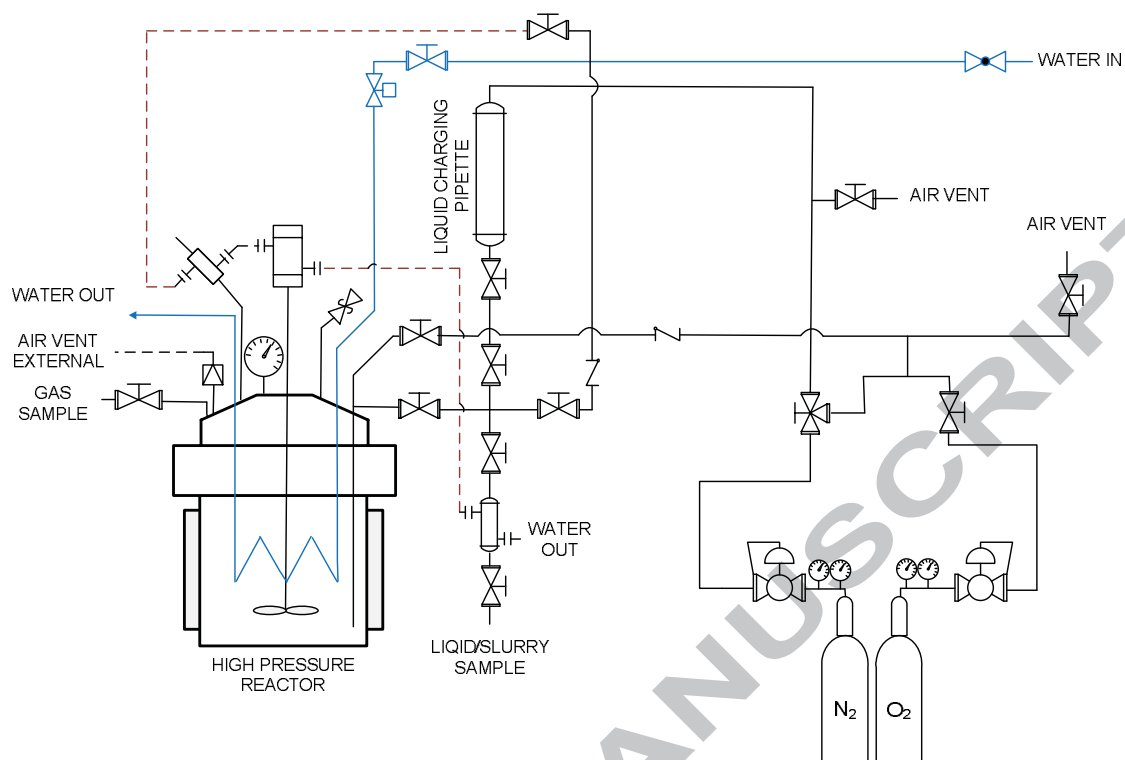 WATER IN
LIQUID CHARGING
PIPETTE
AIR VENT
AIR VENT
WATER OUT
AIR VENT
EXTERNAL
GAS
SAMPLE
WATER
OUT
LIQID/SLURRY
SAMPLE
HIGH PRESSURE
REACTOR
N2
O2
ANUSCRIPT